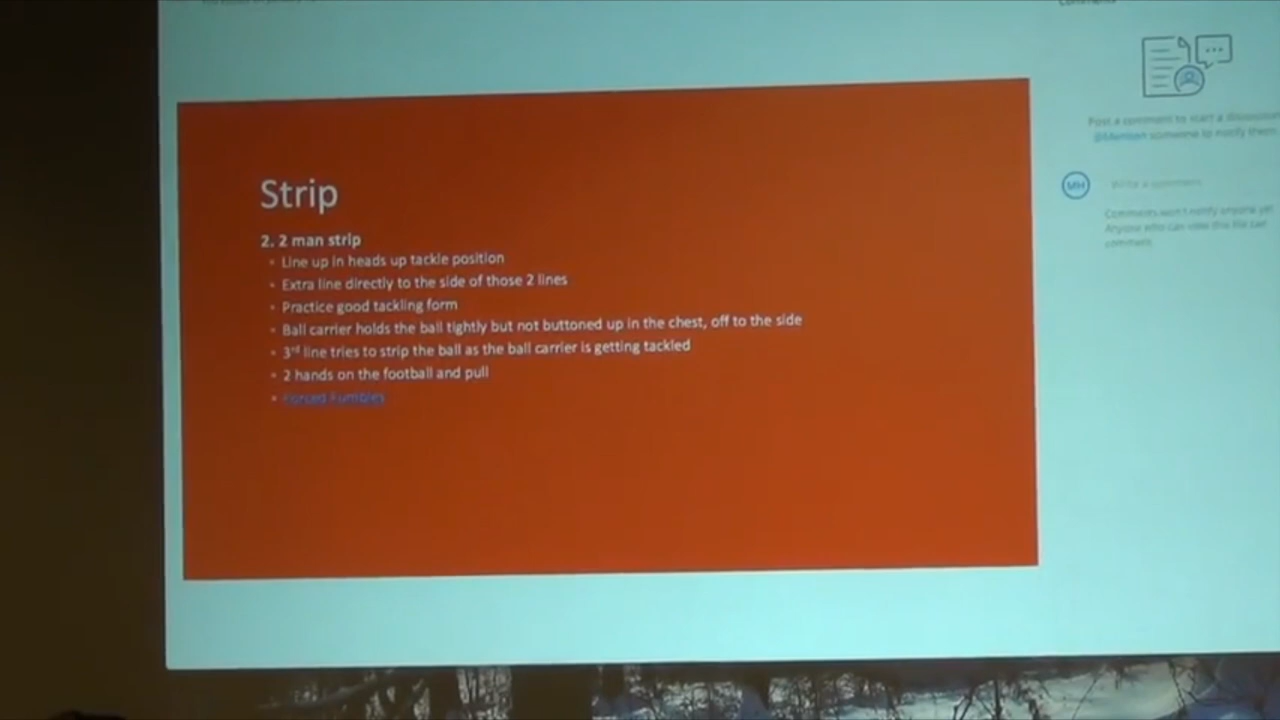 Comments
Post a comment to start a discussion
@Mention someone to notify them
MH
Write a comment
Comments won't notify anyone yet.
Anyone who can view this file can
comment.
Strip
2. 2 man strip
Line up in heads up tackle position
Extra line directly to the side of those 2 lines
Practice good tackling form
Ball carrier holds the ball tightly but not buttoned up in the chest, off to the side
3rd line tries to strip the ball as the ball carrier is getting tackled
2 hands on the football and pull
Forced Fumbles